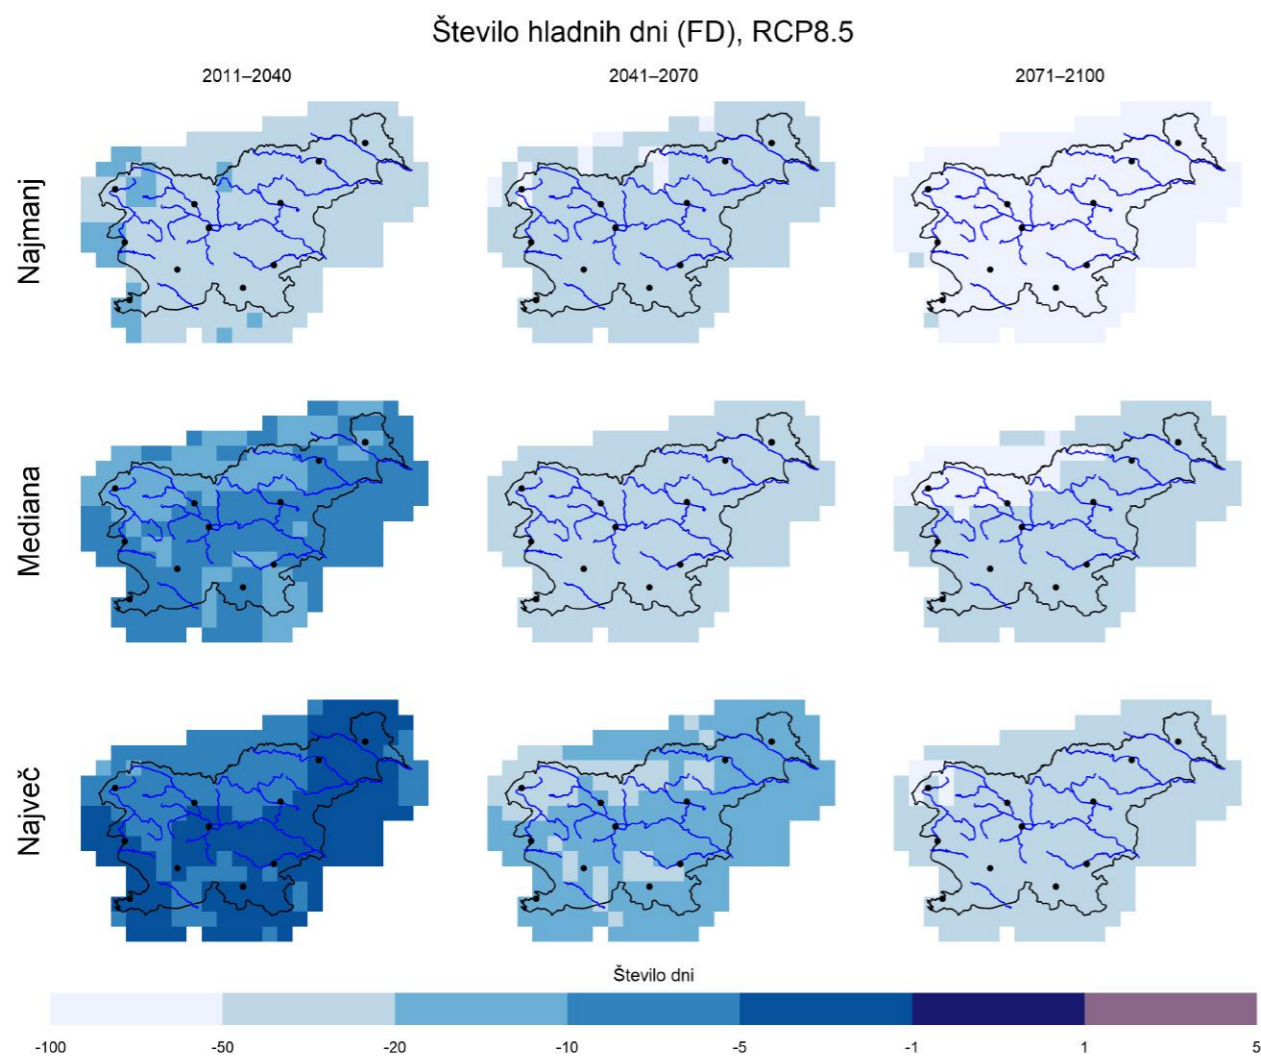 Število hladnih dni (FD), RCP8.5
2011–2040 2041–2070 2071–2100
Najmanj
Mediana
Največ
Število dni
-100 -50 -20 -10 -5 -1 1 5